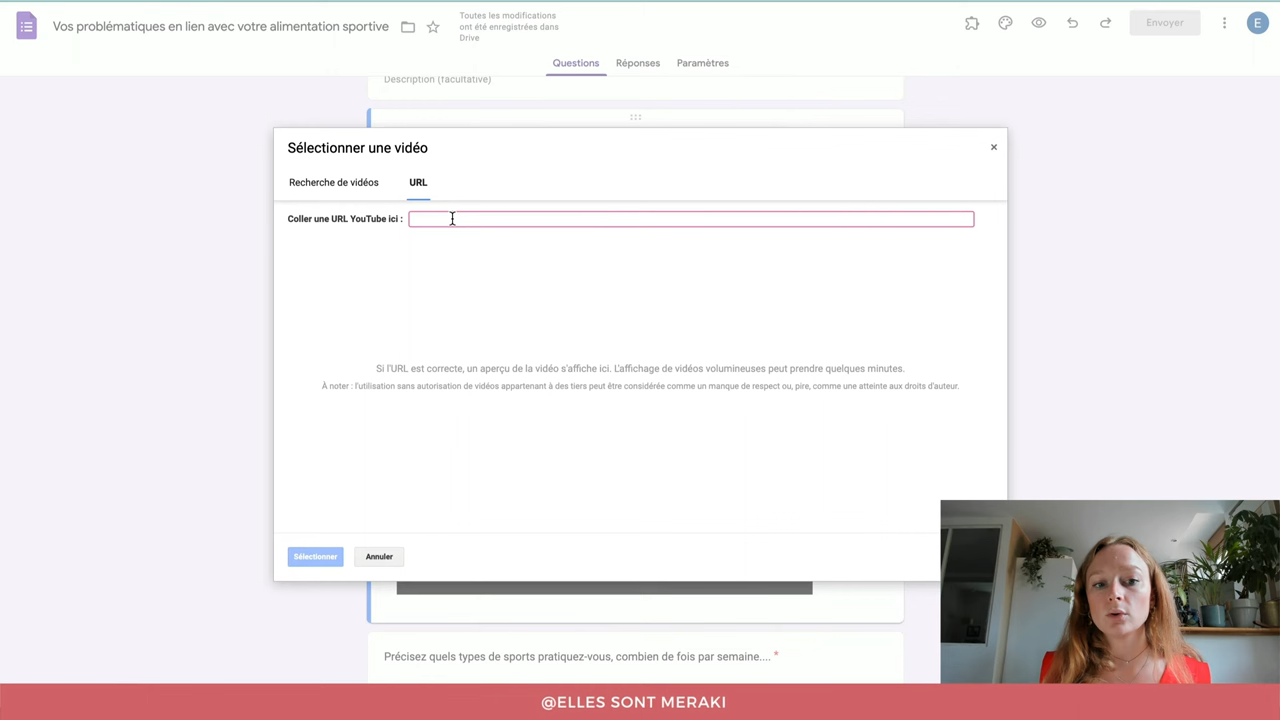 Vos problématiques en lien avec votre alimentation sportive
Toutes les modifications
ont été enregistrées dans
Drive
Envoyer
E
Questions
Réponses
Paramètres
Description (facultative)
Sélectionner une vidéo
×
Recherche de vidéos
URL
Coller une URL YouTube ici :
Si l'URL est correcte, un aperçu de la vidéo s'affiche ici. L'affichage de vidéos volumineuses peut prendre quelques minutes.
À noter : l'utilisation sans autorisation de vidéos appartenant à des tiers peut être considérée comme un manque de respect ou, pire, comme une atteinte aux droits d'auteur.
Sélectionner
Annuler
Précisez quels types de sports pratiquez-vous, combien de fois par semaine.... *
@ELLES SONT MERAKI